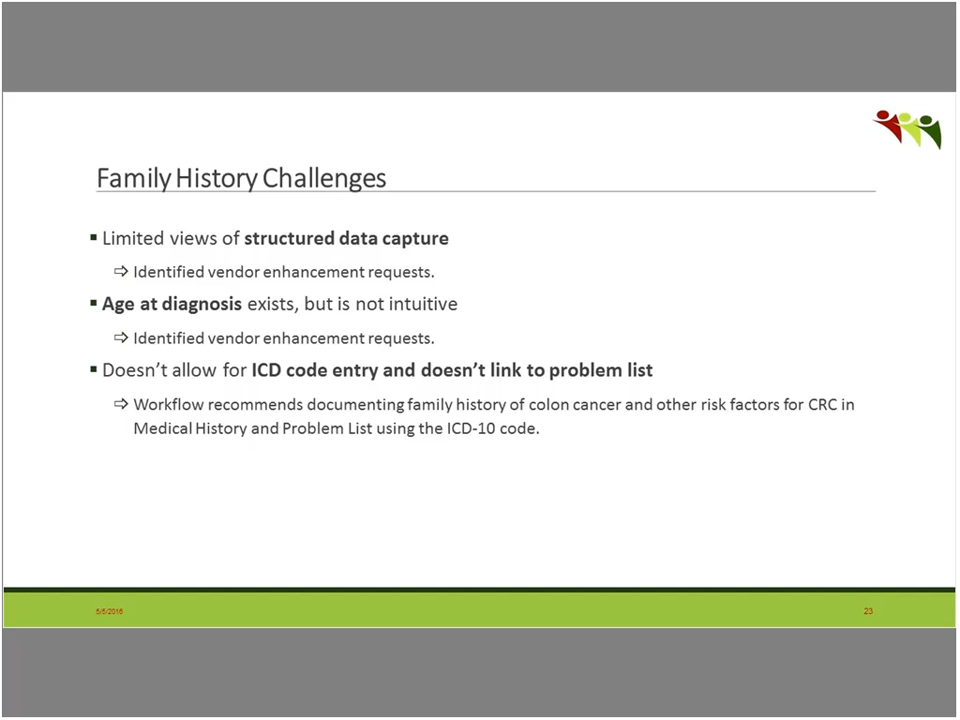 Family History Challenges
▪ Limited views of structured data capture
⇨ Identified vendor enhancement requests.
▪ Age at diagnosis exists, but is not intuitive
⇨ Identified vendor enhancement requests.
▪ Doesn’t allow for ICD code entry and doesn’t link to problem list
⇨ Workflow recommends documenting family history of colon cancer and other risk factors for CRC in
Medical History and Problem List using the ICD-10 code.
5/5/2016
23